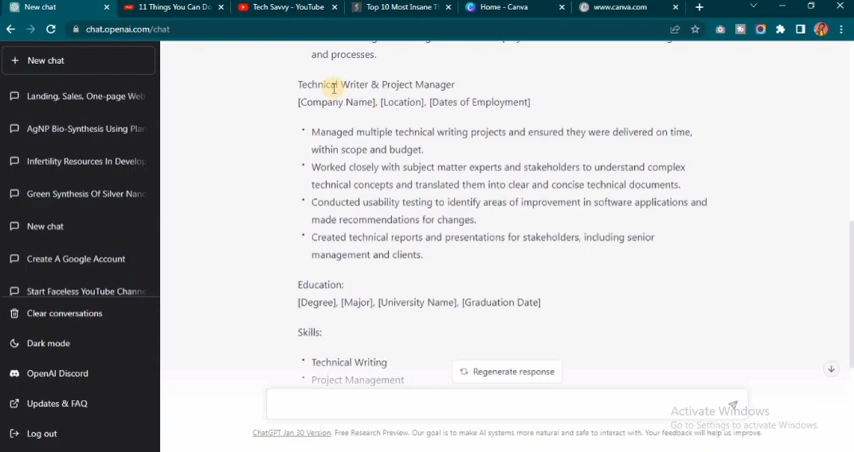 New chat
11 Things You Can Do
Tech Savvy - YouTube
Top 10 Most Insane Th
Home - Canva
www.canva.com
chat.openai.com/chat
New chat
Landing, Sales, One-page Web
AgNP Bio-Synthesis Using Plan
Infertility Resources In Develop
Green Synthesis Of Silver Nano
New chat
Create A Google Account
Start Faceless YouTube Channe
Clear conversations
Dark mode
OpenAI Discord
Updates & FAQ
Log out
and processes.
Technical Writer & Project Manager
[Company Name], [Location], [Dates of Employment]
• Managed multiple technical writing projects and ensured they were delivered on time,
within scope and budget.
• Worked closely with subject matter experts and stakeholders to understand complex
technical concepts and translated them into clear and concise technical documents.
• Conducted usability testing to identify areas of improvement in software applications and
made recommendations for changes.
• Created technical reports and presentations for stakeholders, including senior
management and clients.
Education:
[Degree], [Major], [University Name], [Graduation Date]
Skills:
• Technical Writing
• Project Management
Regenerate response
Activate Windows
Go to Settings to activate Windows.
ChatGPT Jan 30 Version. Free Research Preview. Our goal is to make AI systems more natural and safe to interact with. Your feedback will help us improve.